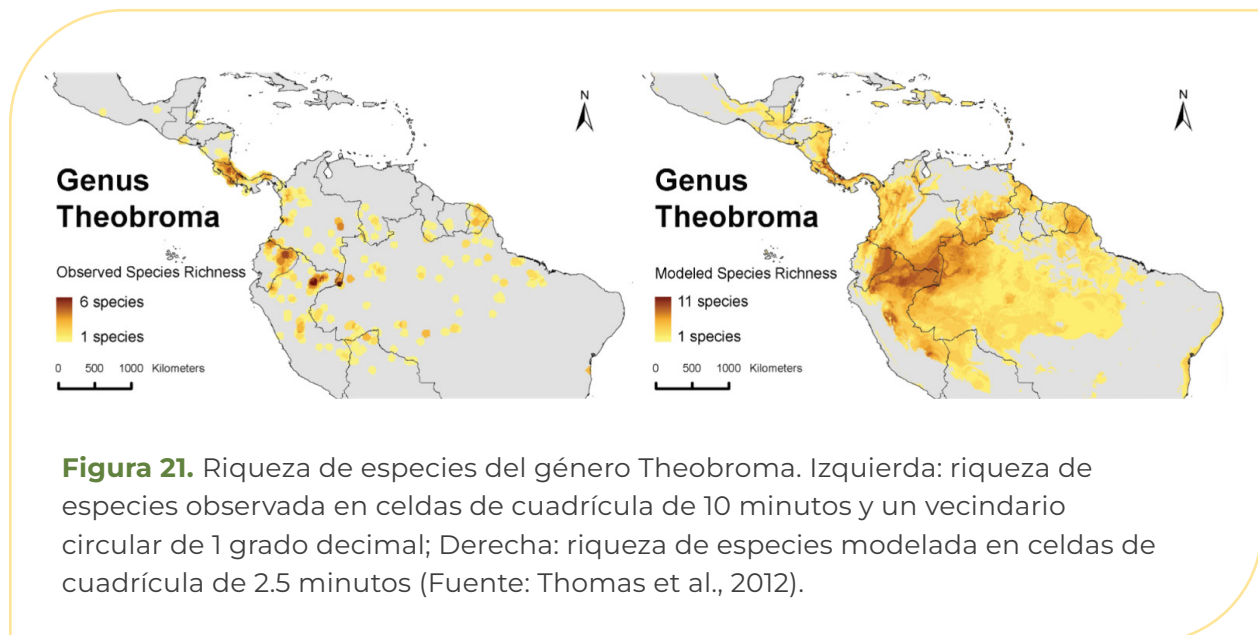 N
Genus
Theobroma
Observed Species Richness
6 species
1 species
0 500 1000 Kilometers
N
Genus
Theobroma
Modeled Species Richness
11 species
1 species
0 500 1000 Kilometers
Figura 21. Riqueza de especies del género Theobroma. Izquierda: riqueza de
especies observada en celdas de cuadrícula de 10 minutos y un vecindario
circular de 1 grado decimal; Derecha: riqueza de especies modelada en celdas de
cuadrícula de 2.5 minutos (Fuente: Thomas et al., 2012).